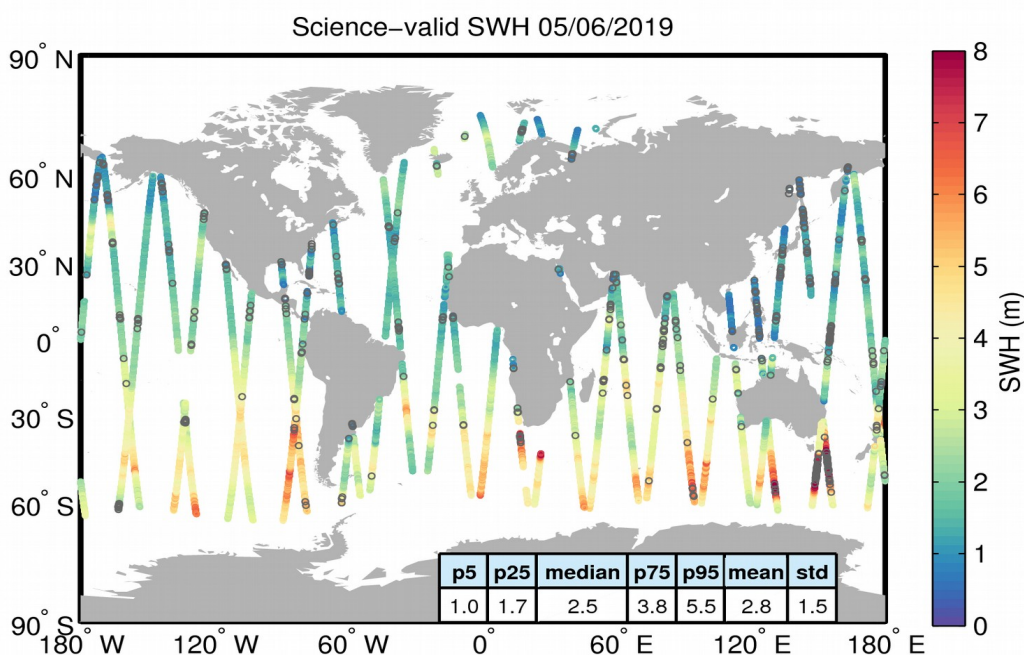 Science−valid SWH 05/06/2019
90° N
60° N
30° N
0°
30° S
60° S
90° S
180° W
120° W
60° W
0°
60° E
120° E
180° E
p5 p25 median p75 p95 mean std
1.0 1.7 2.5 3.8 5.5 2.8 1.5
8
7
6
5
4
3
2
1
0
SWH (m)